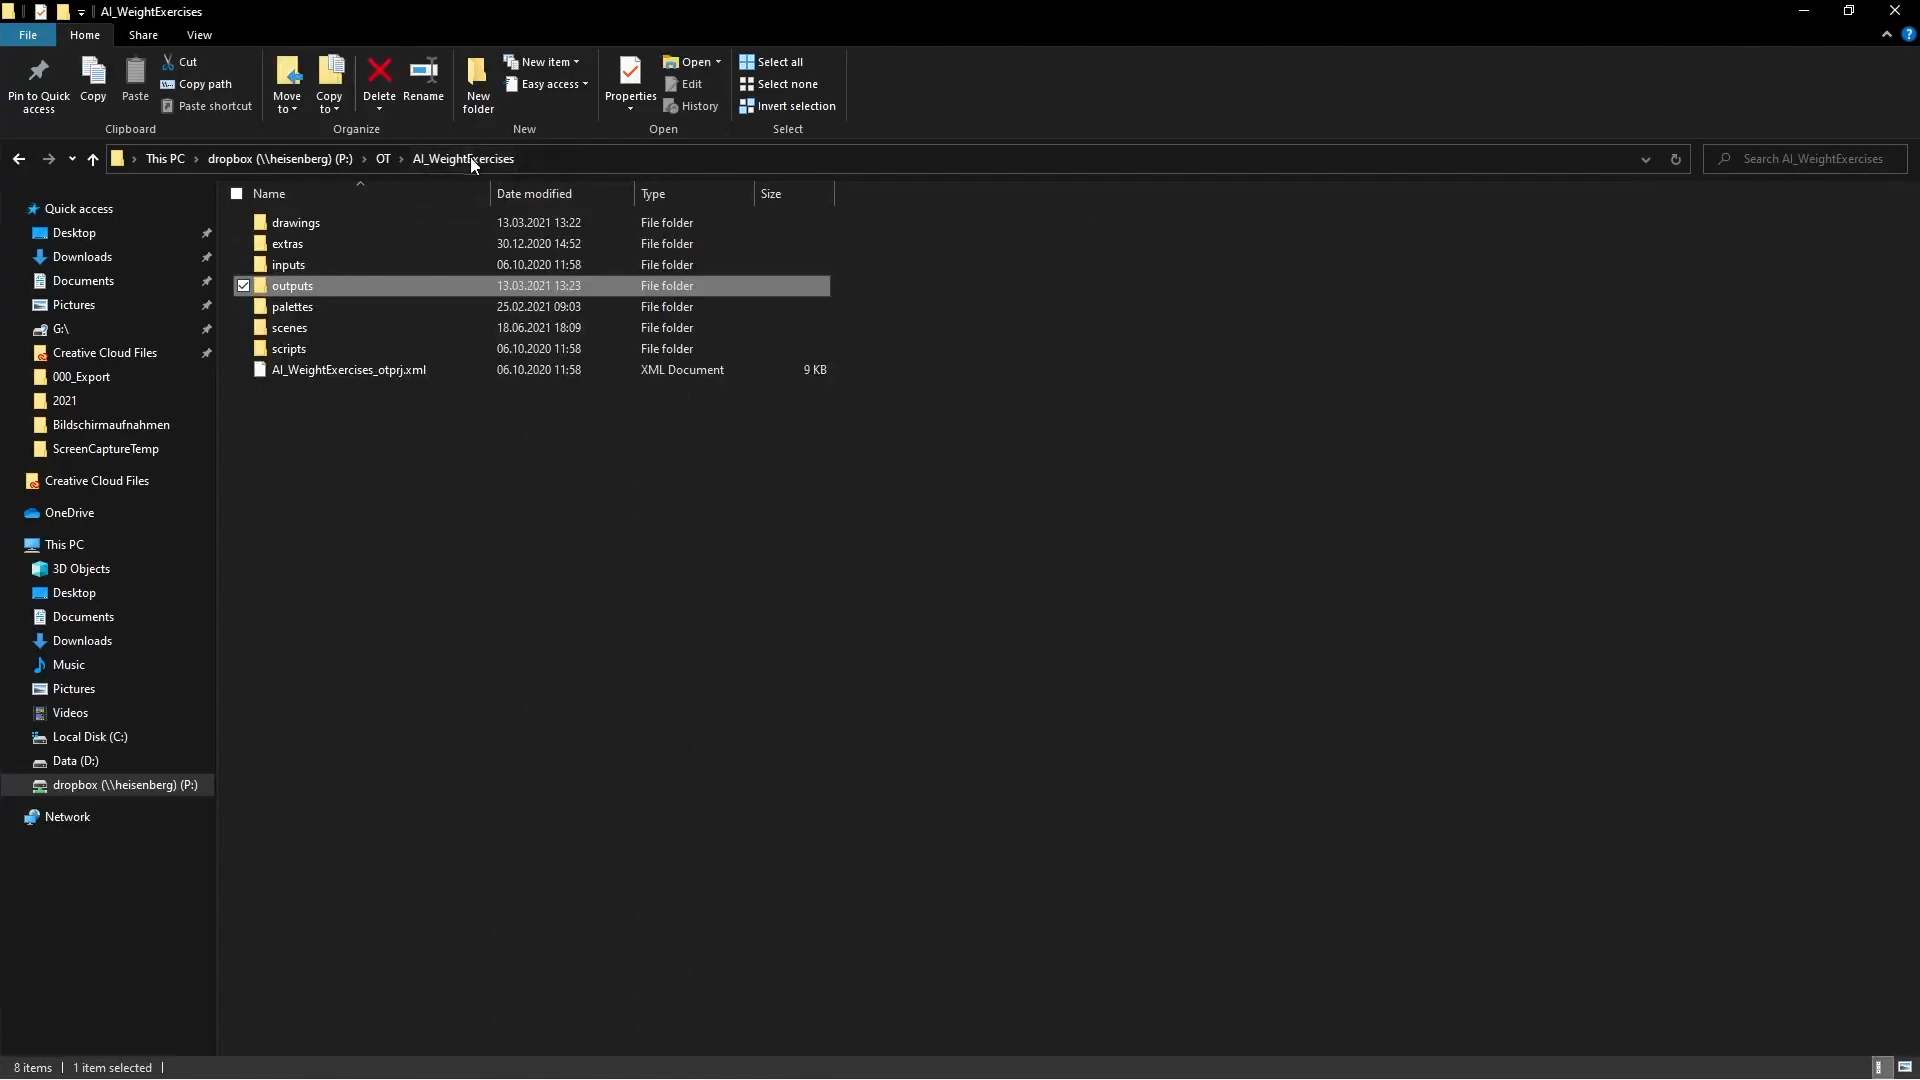 AI_WeightExercises
File Home Share View
Pin to Quick access
Copy
Paste
Cut
Copy path
Paste shortcut
Clipboard
Move to
Copy to
Delete
Rename
Organize
New folder
New item
Easy access
New
Properties
Open
Edit
History
Open
Select all
Select none
Invert selection
Select
This PC › dropbox (\\heisenberg) (P:) › OT › AI_WeightExercises
Search AI_WeightExercises
Quick access
Desktop
Downloads
Documents
Pictures
G:\
Creative Cloud Files
000_Export
2021
Bildschirmaufnahmen
ScreenCaptureTemp
Creative Cloud Files
OneDrive
This PC
3D Objects
Desktop
Documents
Downloads
Music
Pictures
Videos
Local Disk (C:)
Data (D:)
dropbox (\\heisenberg) (P:)
Network
Name Date modified Type Size
drawings 13.03.2021 13:22 File folder
extras 30.12.2020 14:52 File folder
inputs 06.10.2020 11:58 File folder
outputs 13.03.2021 13:23 File folder
palettes 25.02.2021 09:03 File folder
scenes 18.06.2021 18:09 File folder
scripts 06.10.2020 11:58 File folder
AI_WeightExercises_otprj.xml 06.10.2020 11:58 XML Document 9 KB
8 items 1 item selected